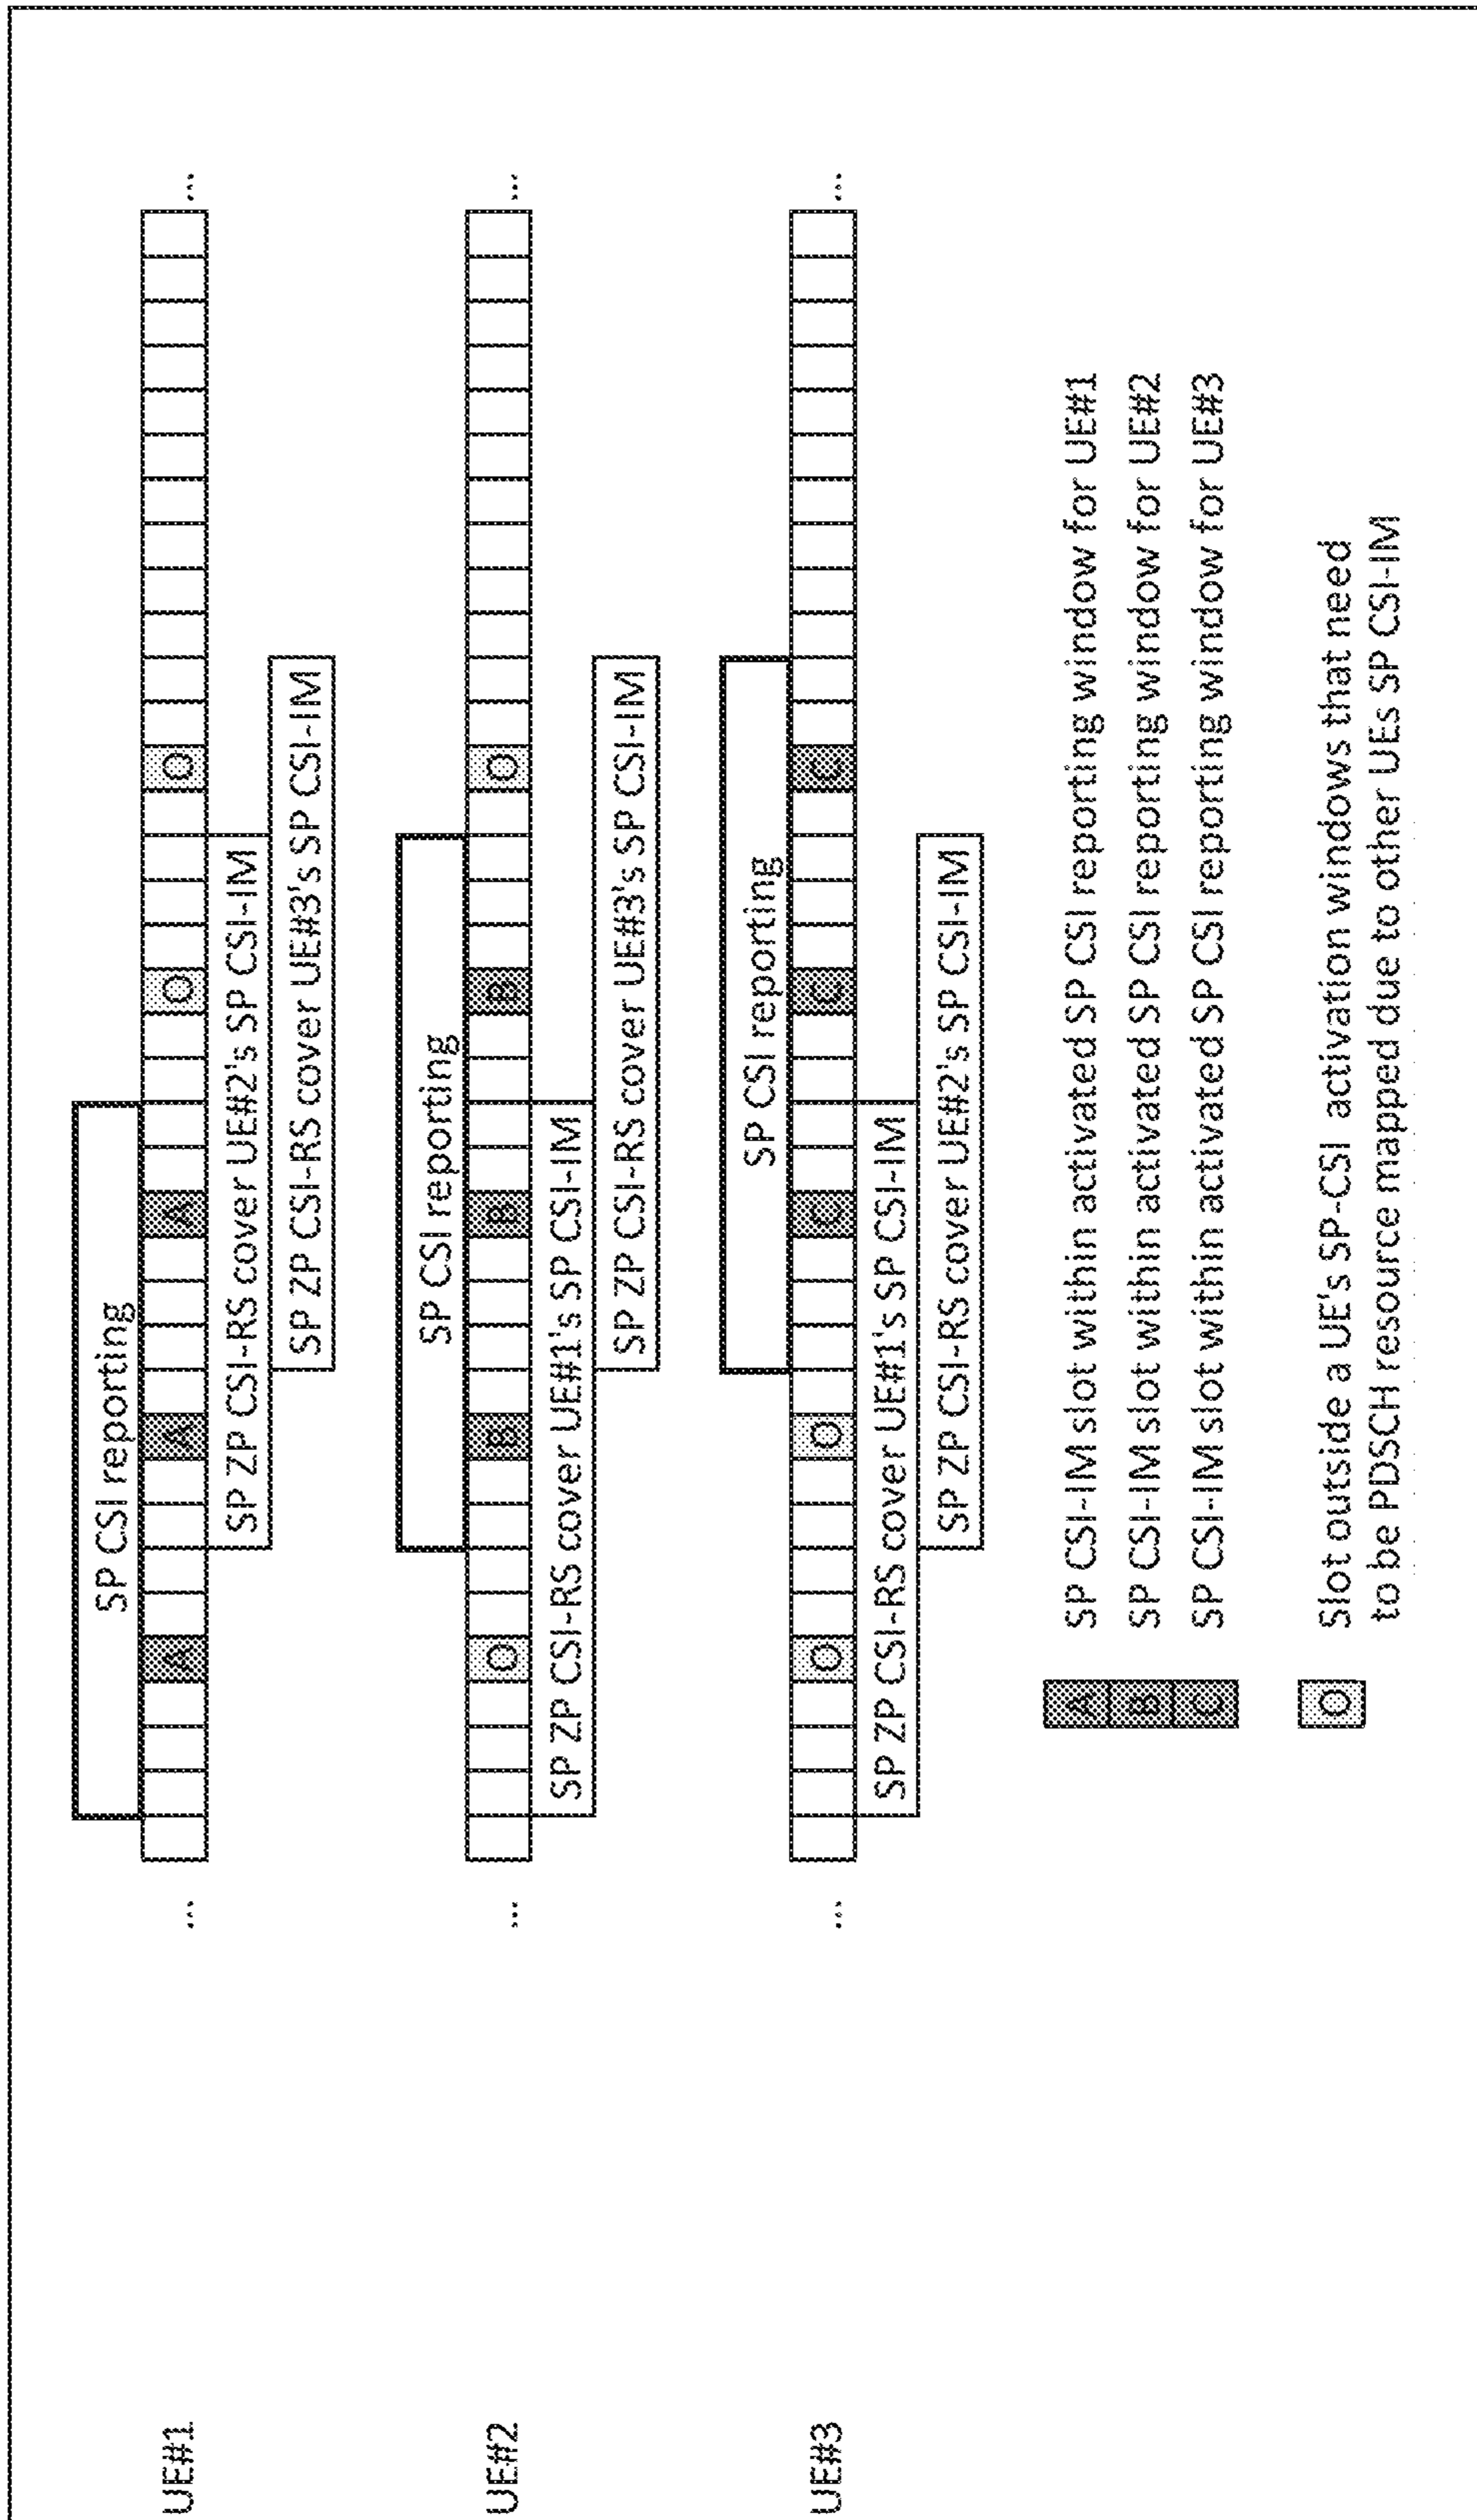 SP CSI reporting
UE#1
...
A
A
A
O
O
...
SP ZP CSI-RS cover UE#2's SP CSI-IM
SP ZP CSI-RS cover UE#3's SP CSI-IM
SP CSI reporting
UE#2
...
O
B
B
B
O
...
SP ZP CSI-RS cover UE#1's SP CSI-IM
SP ZP CSI-RS cover UE#3's SP CSI-IM
SP CSI reporting
UE#3
...
O
O
C
C
C
...
SP ZP CSI-RS cover UE#1's SP CSI-IM
SP ZP CSI-RS cover UE#2's SP CSI-IM
A SP CSI-IM slot within activated SP CSI reporting window for UE#1
B SP CSI-IM slot within activated SP CSI reporting window for UE#2
C SP CSI-IM slot within activated SP CSI reporting window for UE#3
O Slot outside a UE's SP-CSI activation windows that need
to be PDSCH resource mapped due to other UEs SP CSI-IM